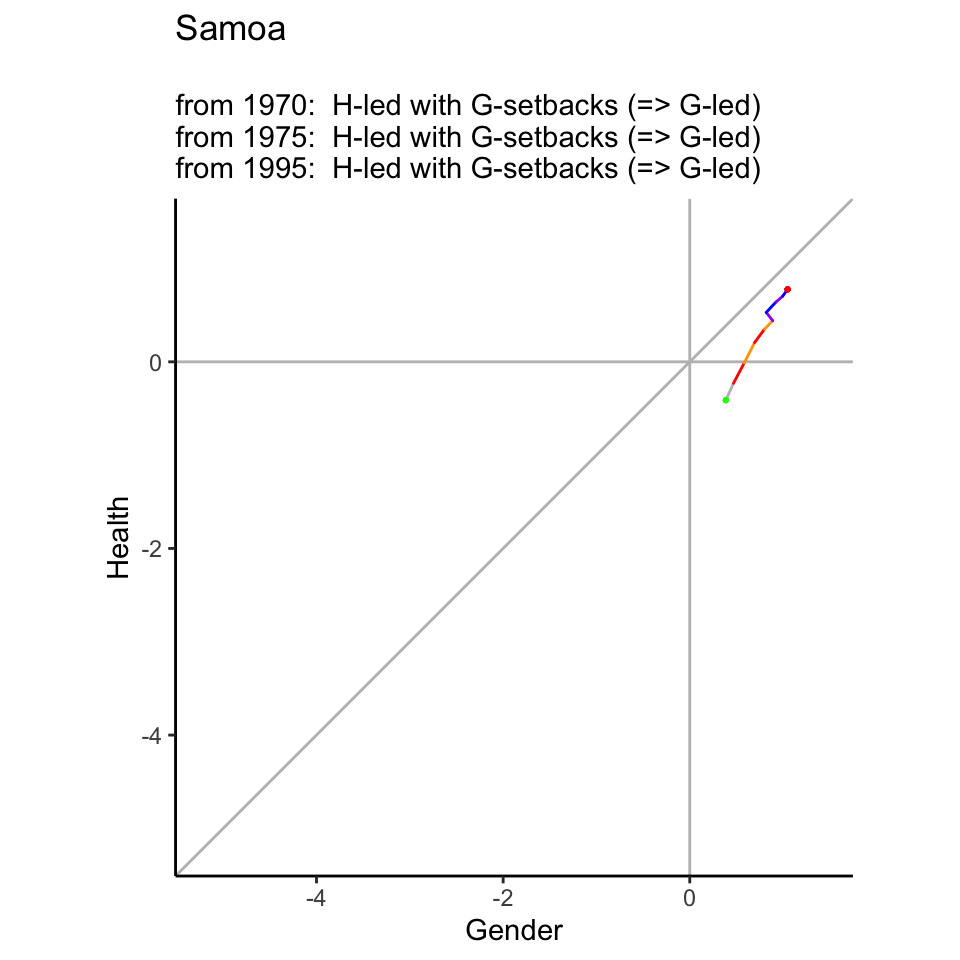 Samoa
from 1970:  H-led with G-setbacks (=> G-led)
from 1975:  H-led with G-setbacks (=> G-led)
from 1995:  H-led with G-setbacks (=> G-led)
0
-2
-4
Health
-4
-2
0
Gender